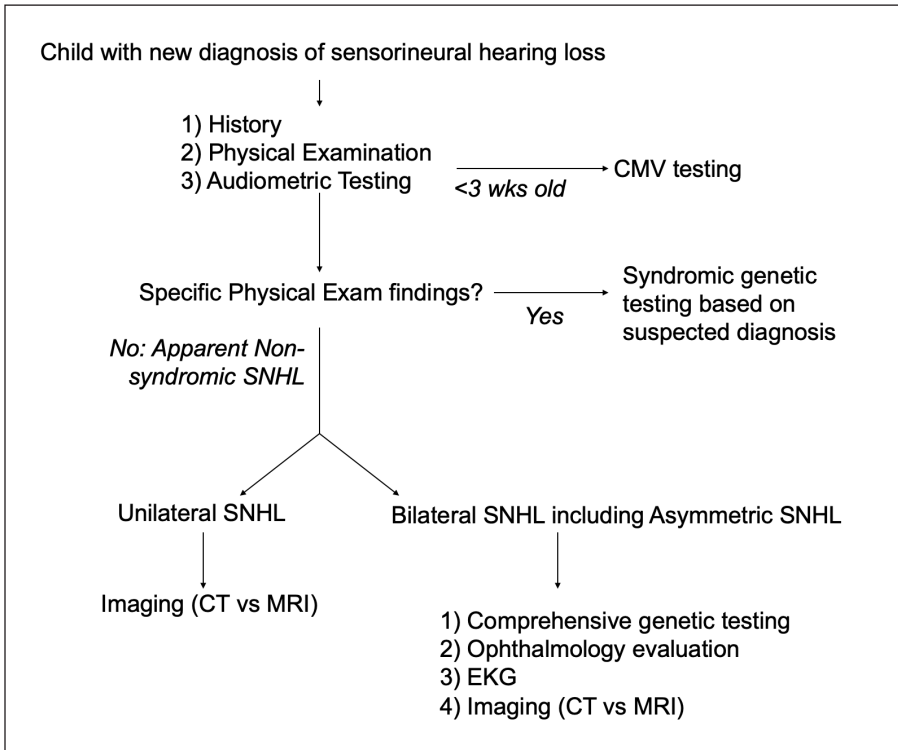 Child with new diagnosis of sensorineural hearing loss
1) History
2) Physical Examination
3) Audiometric Testing
<3 wks old
CMV testing
Specific Physical Exam findings?
Yes
Syndromic genetic
testing based on
suspected diagnosis
No: Apparent Non-
syndromic SNHL
Unilateral SNHL
Bilateral SNHL including Asymmetric SNHL
Imaging (CT vs MRI)
1) Comprehensive genetic testing
2) Ophthalmology evaluation
3) EKG
4) Imaging (CT vs MRI)